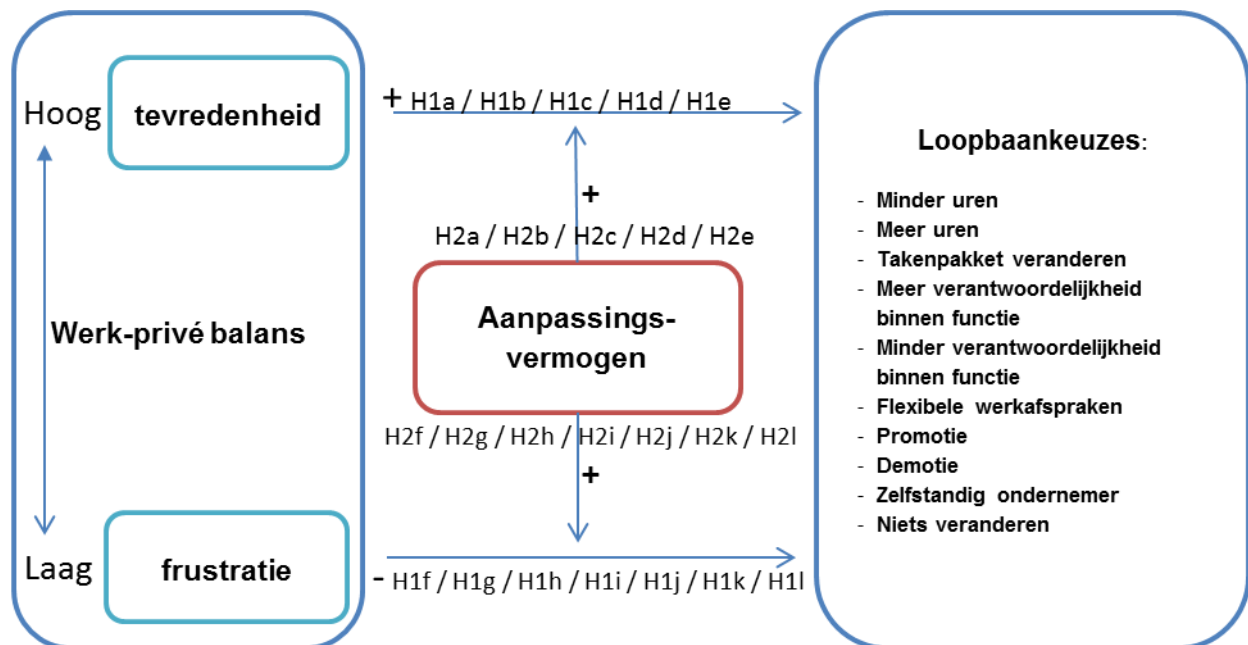 Hoog
tevredenheid
Werk-privé balans
Laag
frustratie
+ H1a / H1b / H1c / H1d / H1e
+
H2a / H2b / H2c / H2d / H2e
Aanpassings-
vermogen
H2f / H2g / H2h / H2i / H2j / H2k / H2l
+
- H1f / H1g / H1h / H1i / H1j / H1k / H1l
Loopbaankeuzes:
- Minder uren
- Meer uren
- Takenpakket veranderen
- Meer verantwoordelijkheid
binnen functie
- Minder verantwoordelijkheid
binnen functie
- Flexibele werkafspraken
- Promotie
- Demotie
- Zelfstandig ondernemer
- Niets veranderen